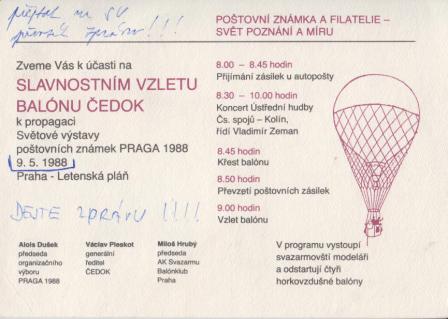 na SV
zprávu!!!
POŠTOVNÍ ZNÁMKA A FILATELIE –
SVĚT POZNÁNÍ A MÍRU
Zveme Vás k účasti na
SLAVNOSTNÍM VZLETU
BALÓNU ČEDOK
k propagaci
Světové výstavy
poštovních známek PRAGA 1988
9. 5. 1988
Praha - Letenská pláň
DEJTE ZPRÁVU !!!!
Alois Dušek
předseda
organizačního
výboru
PRAGA 1988
Václav Pleskot
generální
ředitel
ČEDOK
Miloš Hrubý
předseda
AK Svazarmu
Balónklub
Praha
8.00 – 8.45 hodin
Přijímání zásilek u autopošty
8.30 – 10.00 hodin
Koncert Ústřední hudby
Čs. spojů – Kolín,
řídí Vladimír Zeman
8.45 hodin
Křest balónu
8.50 hodin
Převzetí poštovních zásilek
9.00 hodin
Vzlet balónu
V programu vystoupí
svazarmovští modeláři
a odstartují čtyři
horkovzdušné balóny